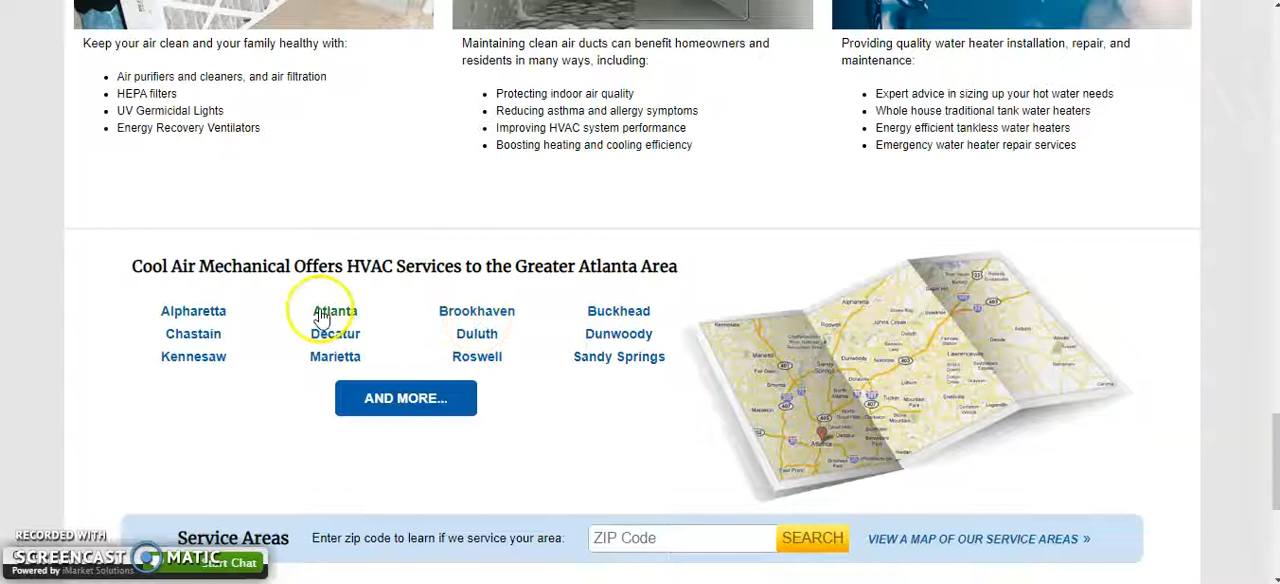 Keep your air clean and your family healthy with:
Air purifiers and cleaners, and air filtration
HEPA filters
UV Germicidal Lights
Energy Recovery Ventilators
Maintaining clean air ducts can benefit homeowners and
residents in many ways, including:
Protecting indoor air quality
Reducing asthma and allergy symptoms
Improving HVAC system performance
Boosting heating and cooling efficiency
Providing quality water heater installation, repair, and
maintenance:
Expert advice in sizing up your hot water needs
Whole house traditional tank water heaters
Energy efficient tankless water heaters
Emergency water heater repair services
Cool Air Mechanical Offers HVAC Services to the Greater Atlanta Area
Alpharetta Atlanta Brookhaven Buckhead
Chastain Decatur Duluth Dunwoody
Kennesaw Marietta Roswell Sandy Springs
AND MORE...
Service Areas Enter zip code to learn if we service your area: ZIP Code SEARCH VIEW A MAP OF OUR SERVICE AREAS »
RECORDED WITH
SCREENCAST MATIC
Powered by iMarket Solutions
Start Chat